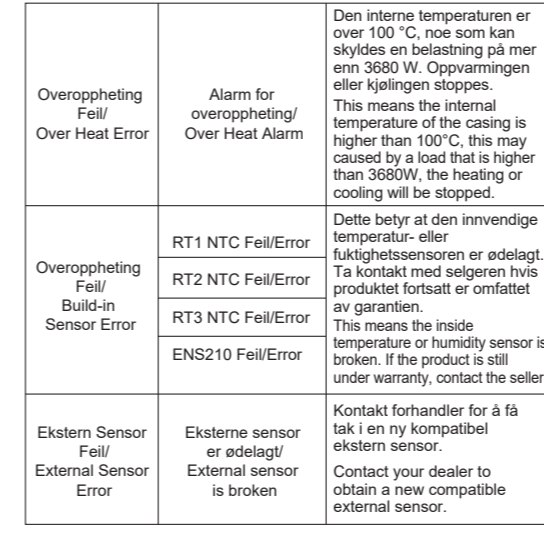 Overoppheting
Feil/
Over Heat Error
Alarm for
overoppheting/
Over Heat Alarm
Den interne temperaturen er
over 100 °C, noe som kan
skyldes en belastning på mer
enn 3680 W. Oppvarmingen
eller kjølingen stoppes.
This means the internal
temperature of the casing is
higher than 100°C, this may
caused by a load that is higher
than 3680W, the heating or
cooling will be stopped.
Overoppheting
Feil/
Build-in
Sensor Error
RT1 NTC Feil/Error
RT2 NTC Feil/Error
RT3 NTC Feil/Error
ENS210 Feil/Error
Dette betyr at den innvendige
temperatur- eller
fuktighetssensoren er ødelagt.
Ta kontakt med selgeren hvis
produktet fortsatt er omfattet
av garantien.
This means the inside
temperature or humidity sensor is
broken. If the product is still
under warranty, contact the seller
Ekstern Sensor
Feil/
External Sensor
Error
Eksterne sensor
er ødelagt/
External sensor
is broken
Kontakt forhandler for å få
tak i en ny kompatibel
ekstern sensor.
Contact your dealer to
obtain a new compatible
external sensor.